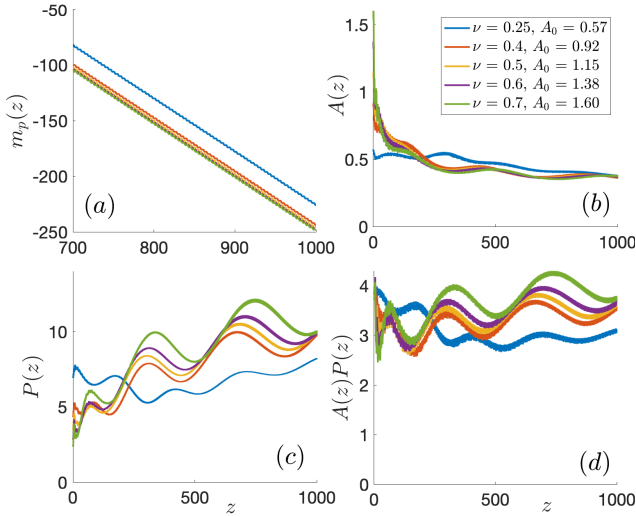 -50
-100
-150
-200
-250
700
800
900
1000
m_p(z)
(a)
1.5
1
0.5
0
0
500
1000
A(z)
ν = 0.25, A_0 = 0.57
ν = 0.4, A_0 = 0.92
ν = 0.5, A_0 = 1.15
ν = 0.6, A_0 = 1.38
ν = 0.7, A_0 = 1.60
(b)
10
5
0
0
500
1000
P(z)
z
(c)
4
3
2
1
0
0
500
1000
A(z)P(z)
z
(d)